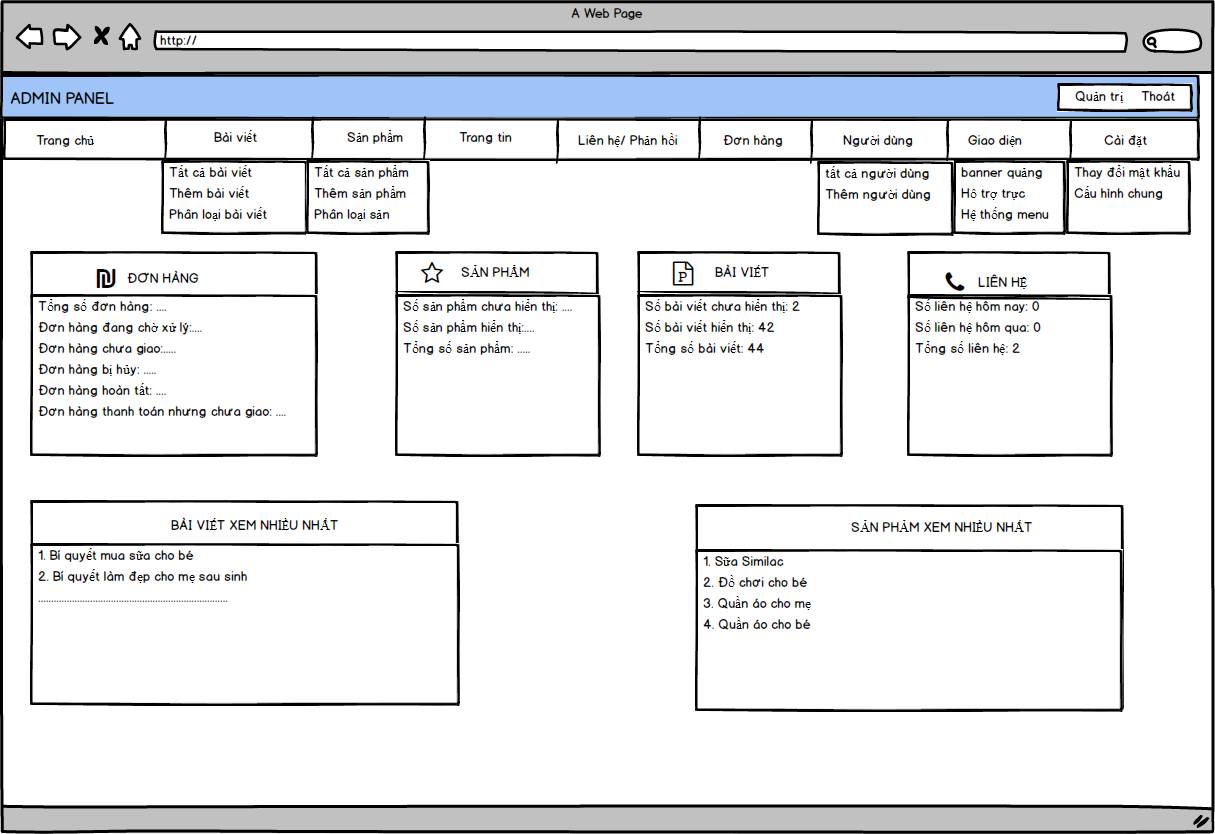 A Web Page
http://
ADMIN PANEL
Quản trị Thoát
Trang chủ
Bài viết
Sản phẩm
Trang tin
Liên hệ/ Phản hồi
Đơn hàng
Người dùng
Giao diện
Cài đặt
Tất cả bài viết
Thêm bài viết
Phân loại bài viết
Tất cả sản phẩm
Thêm sản phẩm
Phân loại sản
tất cả người dùng
Thêm người dùng
banner quảng
Hỗ trợ trực
Hệ thống menu
Thay đổi mật khẩu
Cấu hình chung
ĐƠN HÀNG
Tổng số đơn hàng: ....
Đơn hàng đang chờ xử lý:....
Đơn hàng chưa giao:.....
Đơn hàng bị hủy: .....
Đơn hàng hoàn tất: ....
Đơn hàng thanh toán nhưng chưa giao: ....
SẢN PHẨM
Số sản phẩm chưa hiển thị: ....
Số sản phẩm hiển thị:....
Tổng số sản phẩm: .....
P
BÀI VIẾT
Số bài viết chưa hiển thị: 2
Số bài viết hiển thị: 42
Tổng số bài viết: 44
LIÊN HỆ
Số liên hệ hôm nay: 0
Số liên hệ hôm qua: 0
Tổng số liên hệ: 2
BÀI VIẾT XEM NHIỀU NHẤT
1. Bí quyết mua sữa cho bé
2. Bí quyết làm đẹp cho mẹ sau sinh
................................................................
SẢN PHẨM XEM NHIỀU NHẤT
1. Sữa Similac
2. Đồ chơi cho bé
3. Quần áo cho mẹ
4. Quần áo cho bé